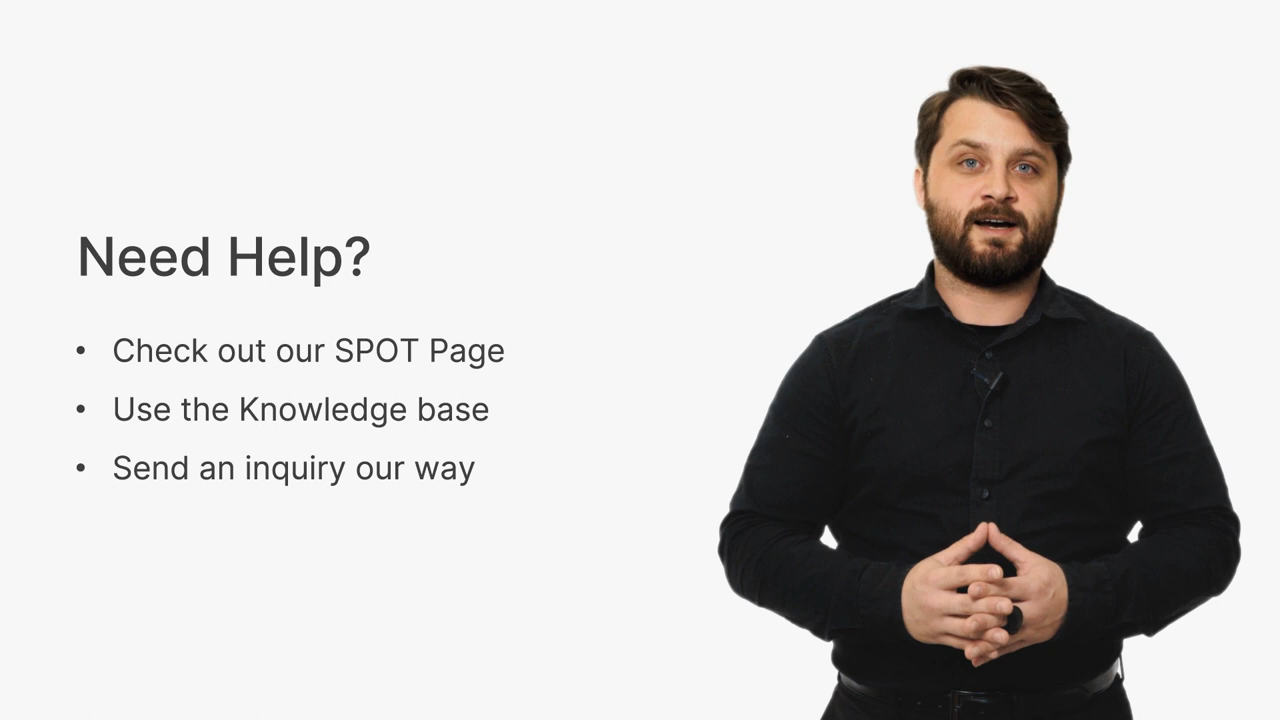 Need Help?
• Check out our SPOT Page
• Use the Knowledge base
• Send an inquiry our way